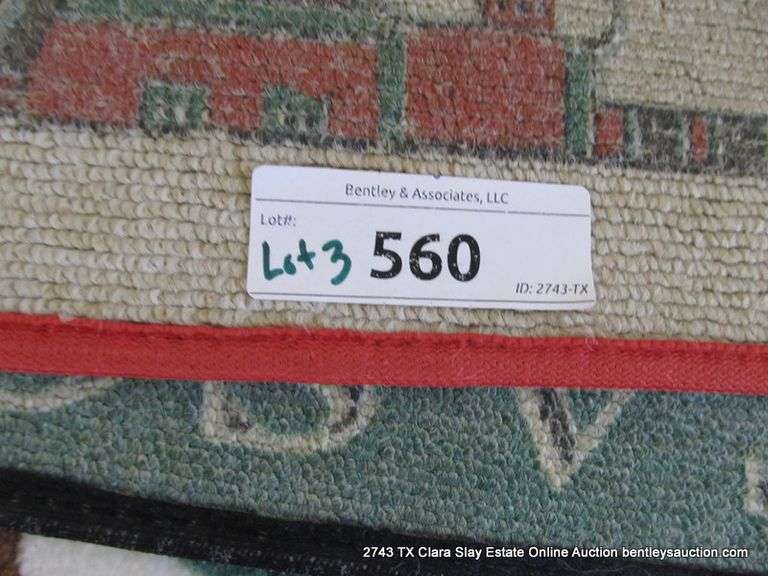 Bentley & Associates, LLC
Lot#:
Lot 3 560
ID: 2743-TX
B V
2743 TX Clara Slay Estate Online Auction bentleysauction.com